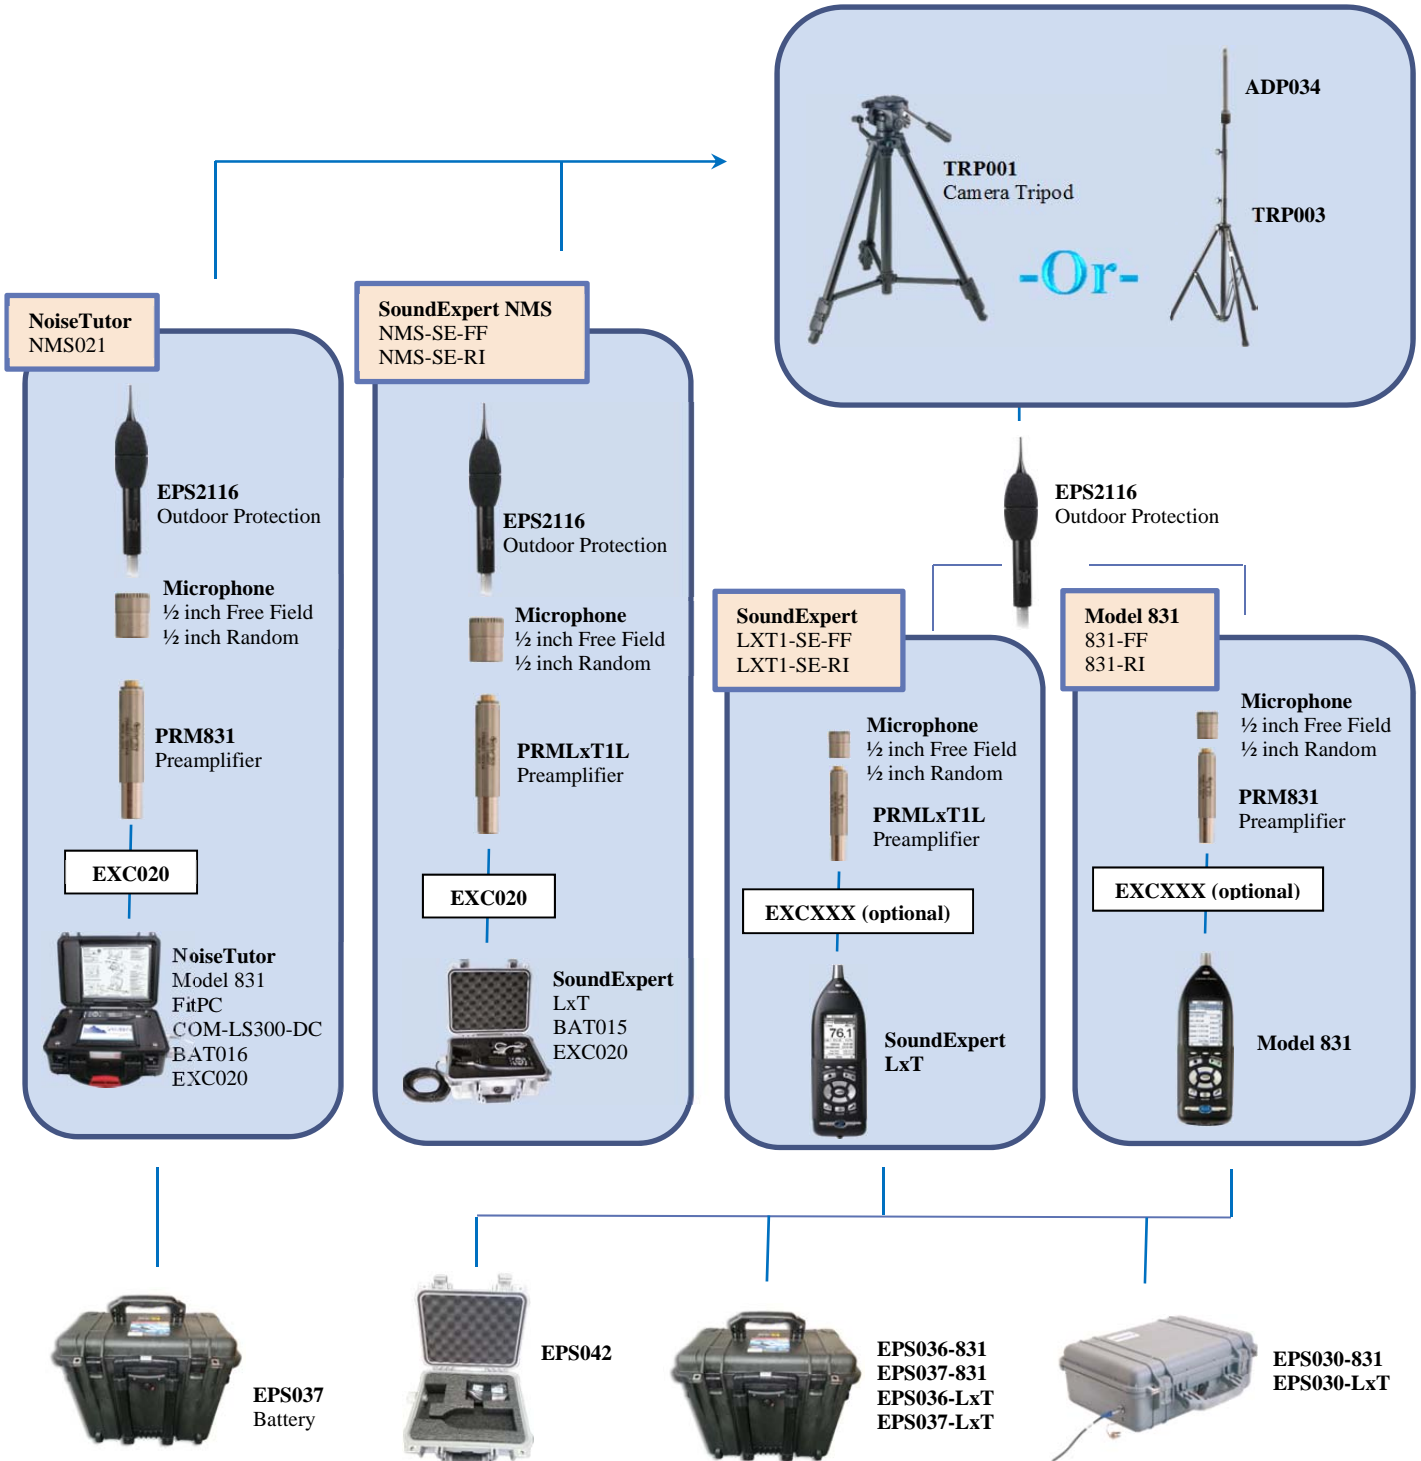 ADP034
TRP001
Camera Tripod
TRP003
-Or-
NoiseTutor
NMS021
SoundExpert NMS
NMS-SE-FF
NMS-SE-RI
EPS2116
Outdoor Protection
Microphone
½ inch Free Field
½ inch Random
PRM831
Preamplifier
EXC020
NoiseTutor
Model 831
FitPC
COM-LS300-DC
BAT016
EXC020
EPS2116
Outdoor Protection
Microphone
½ inch Free Field
½ inch Random
PRMLxT1L
Preamplifier
EXC020
SoundExpert
LxT
BAT015
EXC020
EPS2116
Outdoor Protection
SoundExpert
LXT1-SE-FF
LXT1-SE-RI
Microphone
½ inch Free Field
½ inch Random
PRMLxT1L
Preamplifier
EXCXXX (optional)
76.1
SoundExpert
LxT
Model 831
831-FF
831-RI
Microphone
½ inch Free Field
½ inch Random
PRM831
Preamplifier
EXCXXX (optional)
Model 831
EPS037
Battery
EPS042
EPS036-831
EPS037-831
EPS036-LxT
EPS037-LxT
EPS030-831
EPS030-LxT